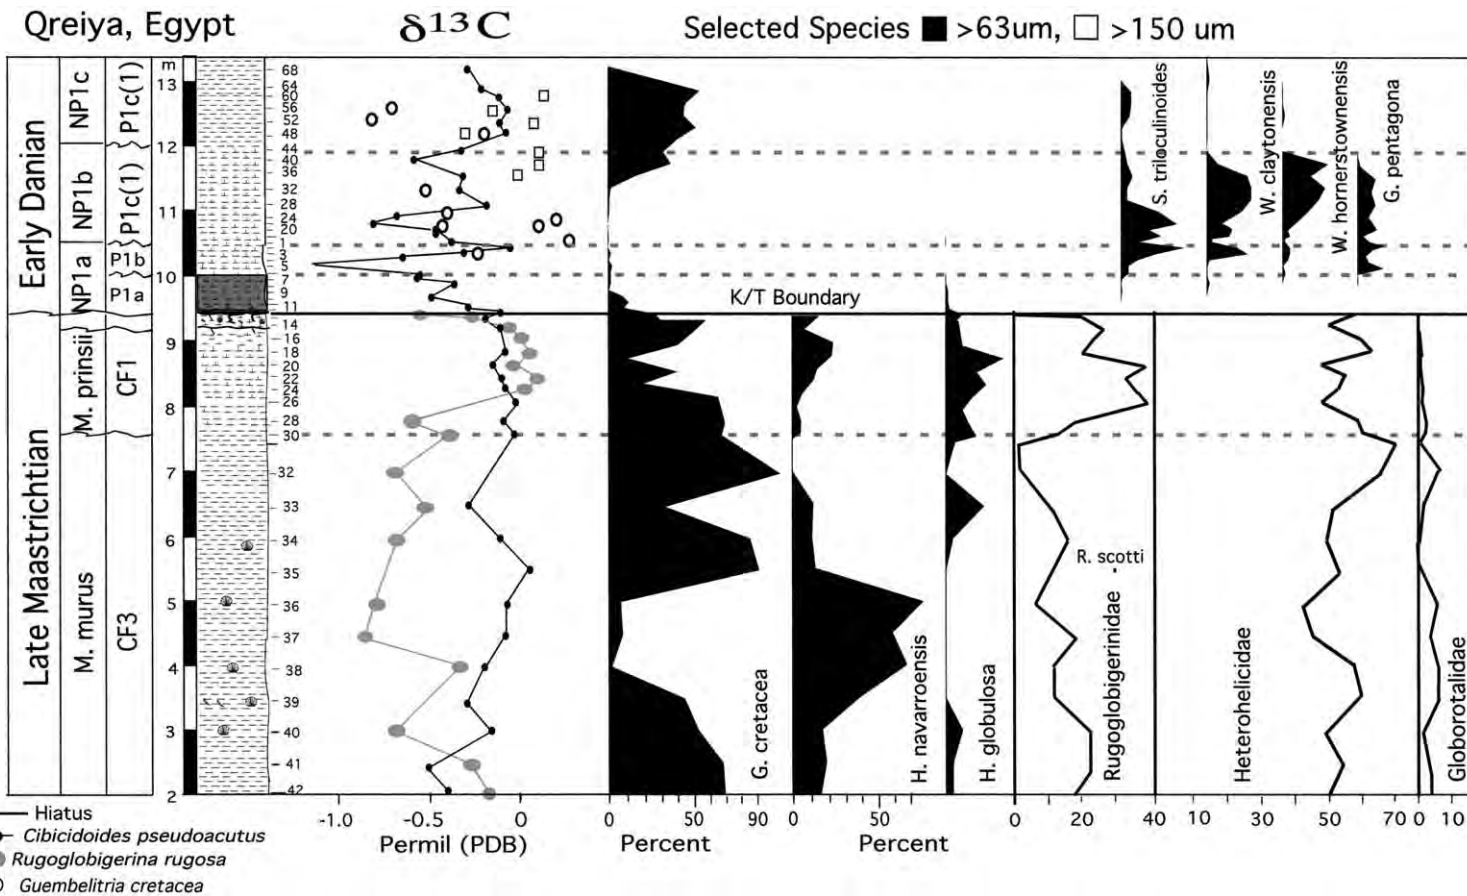 Qreiya, Egypt
δ13C
Selected Species >63um, >150 um
Early Danian
Late Maastrichtian
NP1c
NP1b
NP1a
M. prinsii
M. murus
P1c(1)
P1c(1)
P1b
P1a
CF1
CF3
m
13
12
11
10
9
8
7
6
5
4
3
2
68
64
60
56
52
48
44
40
36
32
28
24
20
1
3
5
7
9
11
14
16
18
20
22
24
26
28
30
32
33
34
35
36
37
38
39
40
41
42
K/T Boundary
S. trilaculinoides
W. claytonensis
W. hornerstownensis
G. pentagona
G. cretacea
H. navarroensis
H. globulosa
R. scotti
Rugoglobigerinidae
Heterohelicidae
Globorotalidae
-1.0 -0.5 0
0 50 90
50
0 20 40
10 30 50 70
0 10
Permil (PDB)
Percent
Percent
Hiatus
Cibicidoides pseudoacutus
Rugoglobigerina rugosa
Guembelitria cretacea